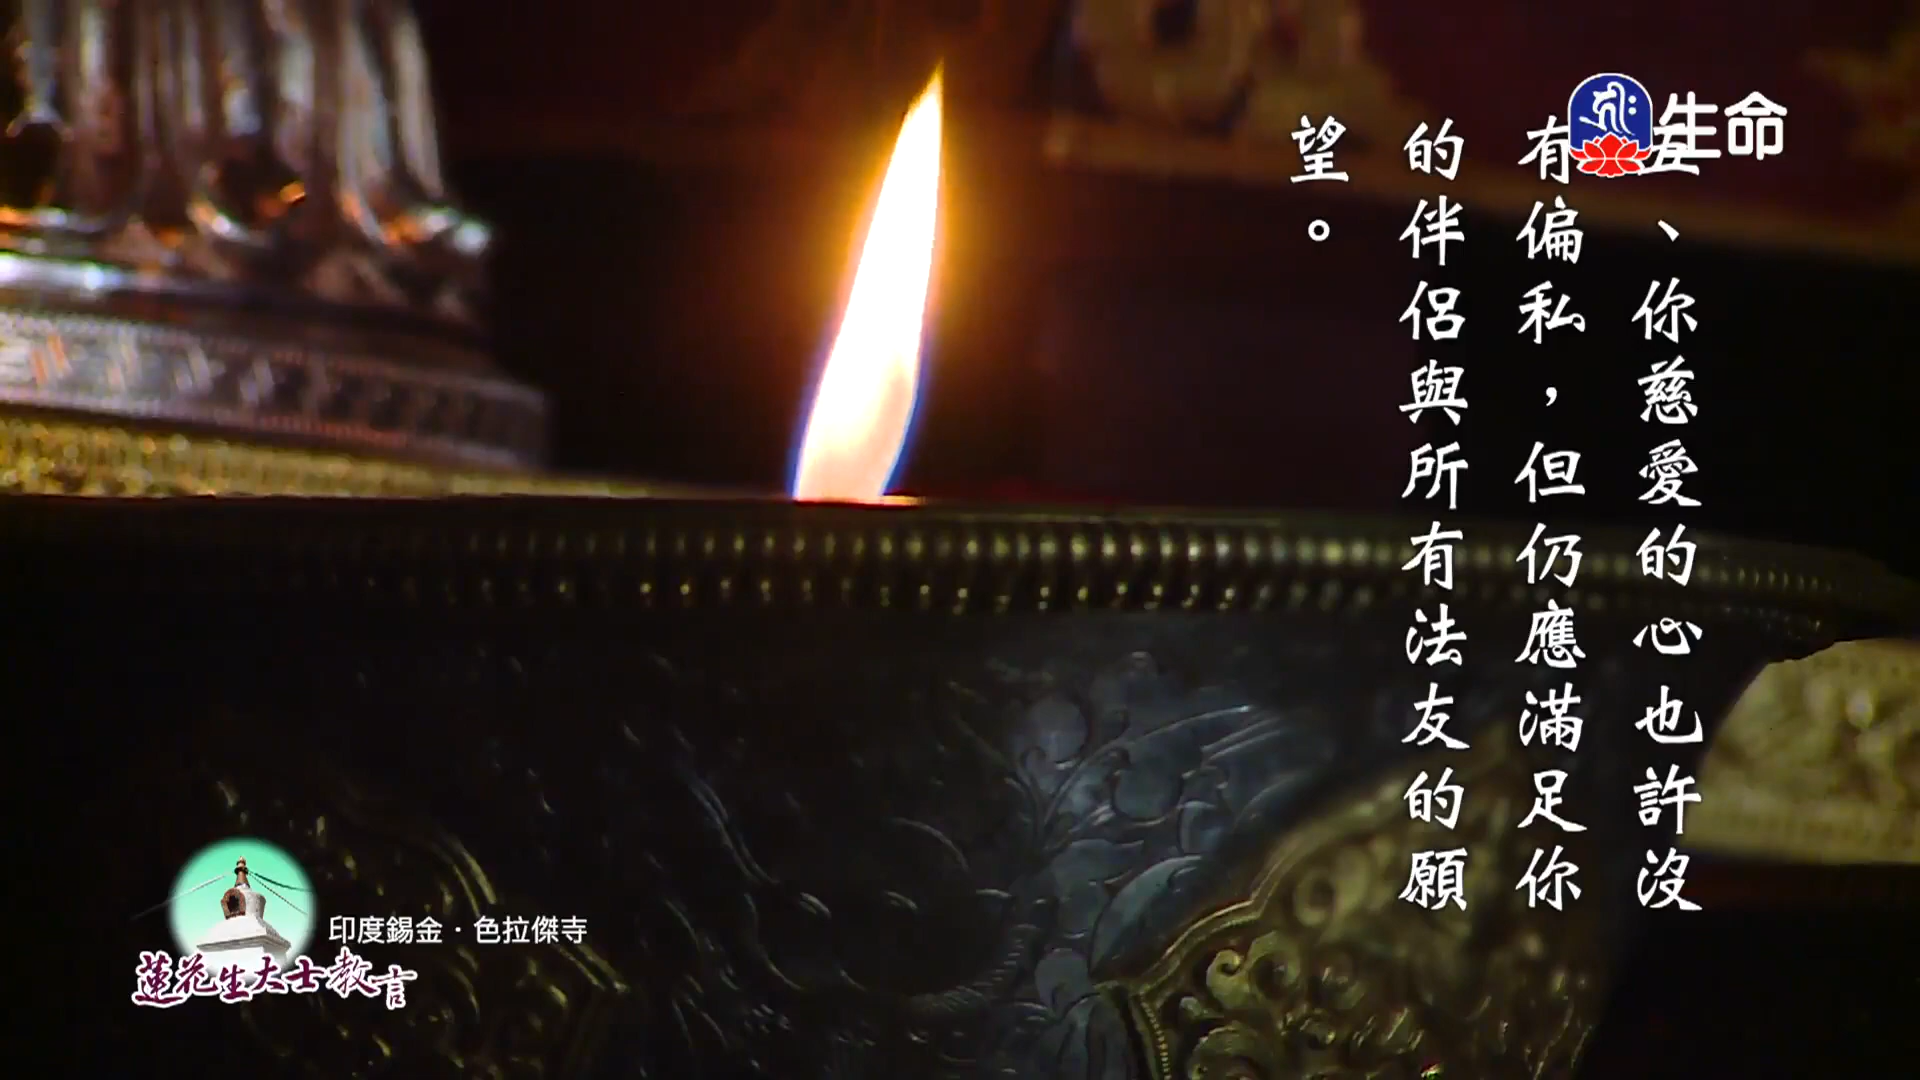 、你慈愛的心也許沒
有偏私，但仍應滿足你
的伴侶與所有法友的願
望。
生命
印度錫金・色拉傑寺
蓮花生大士教言